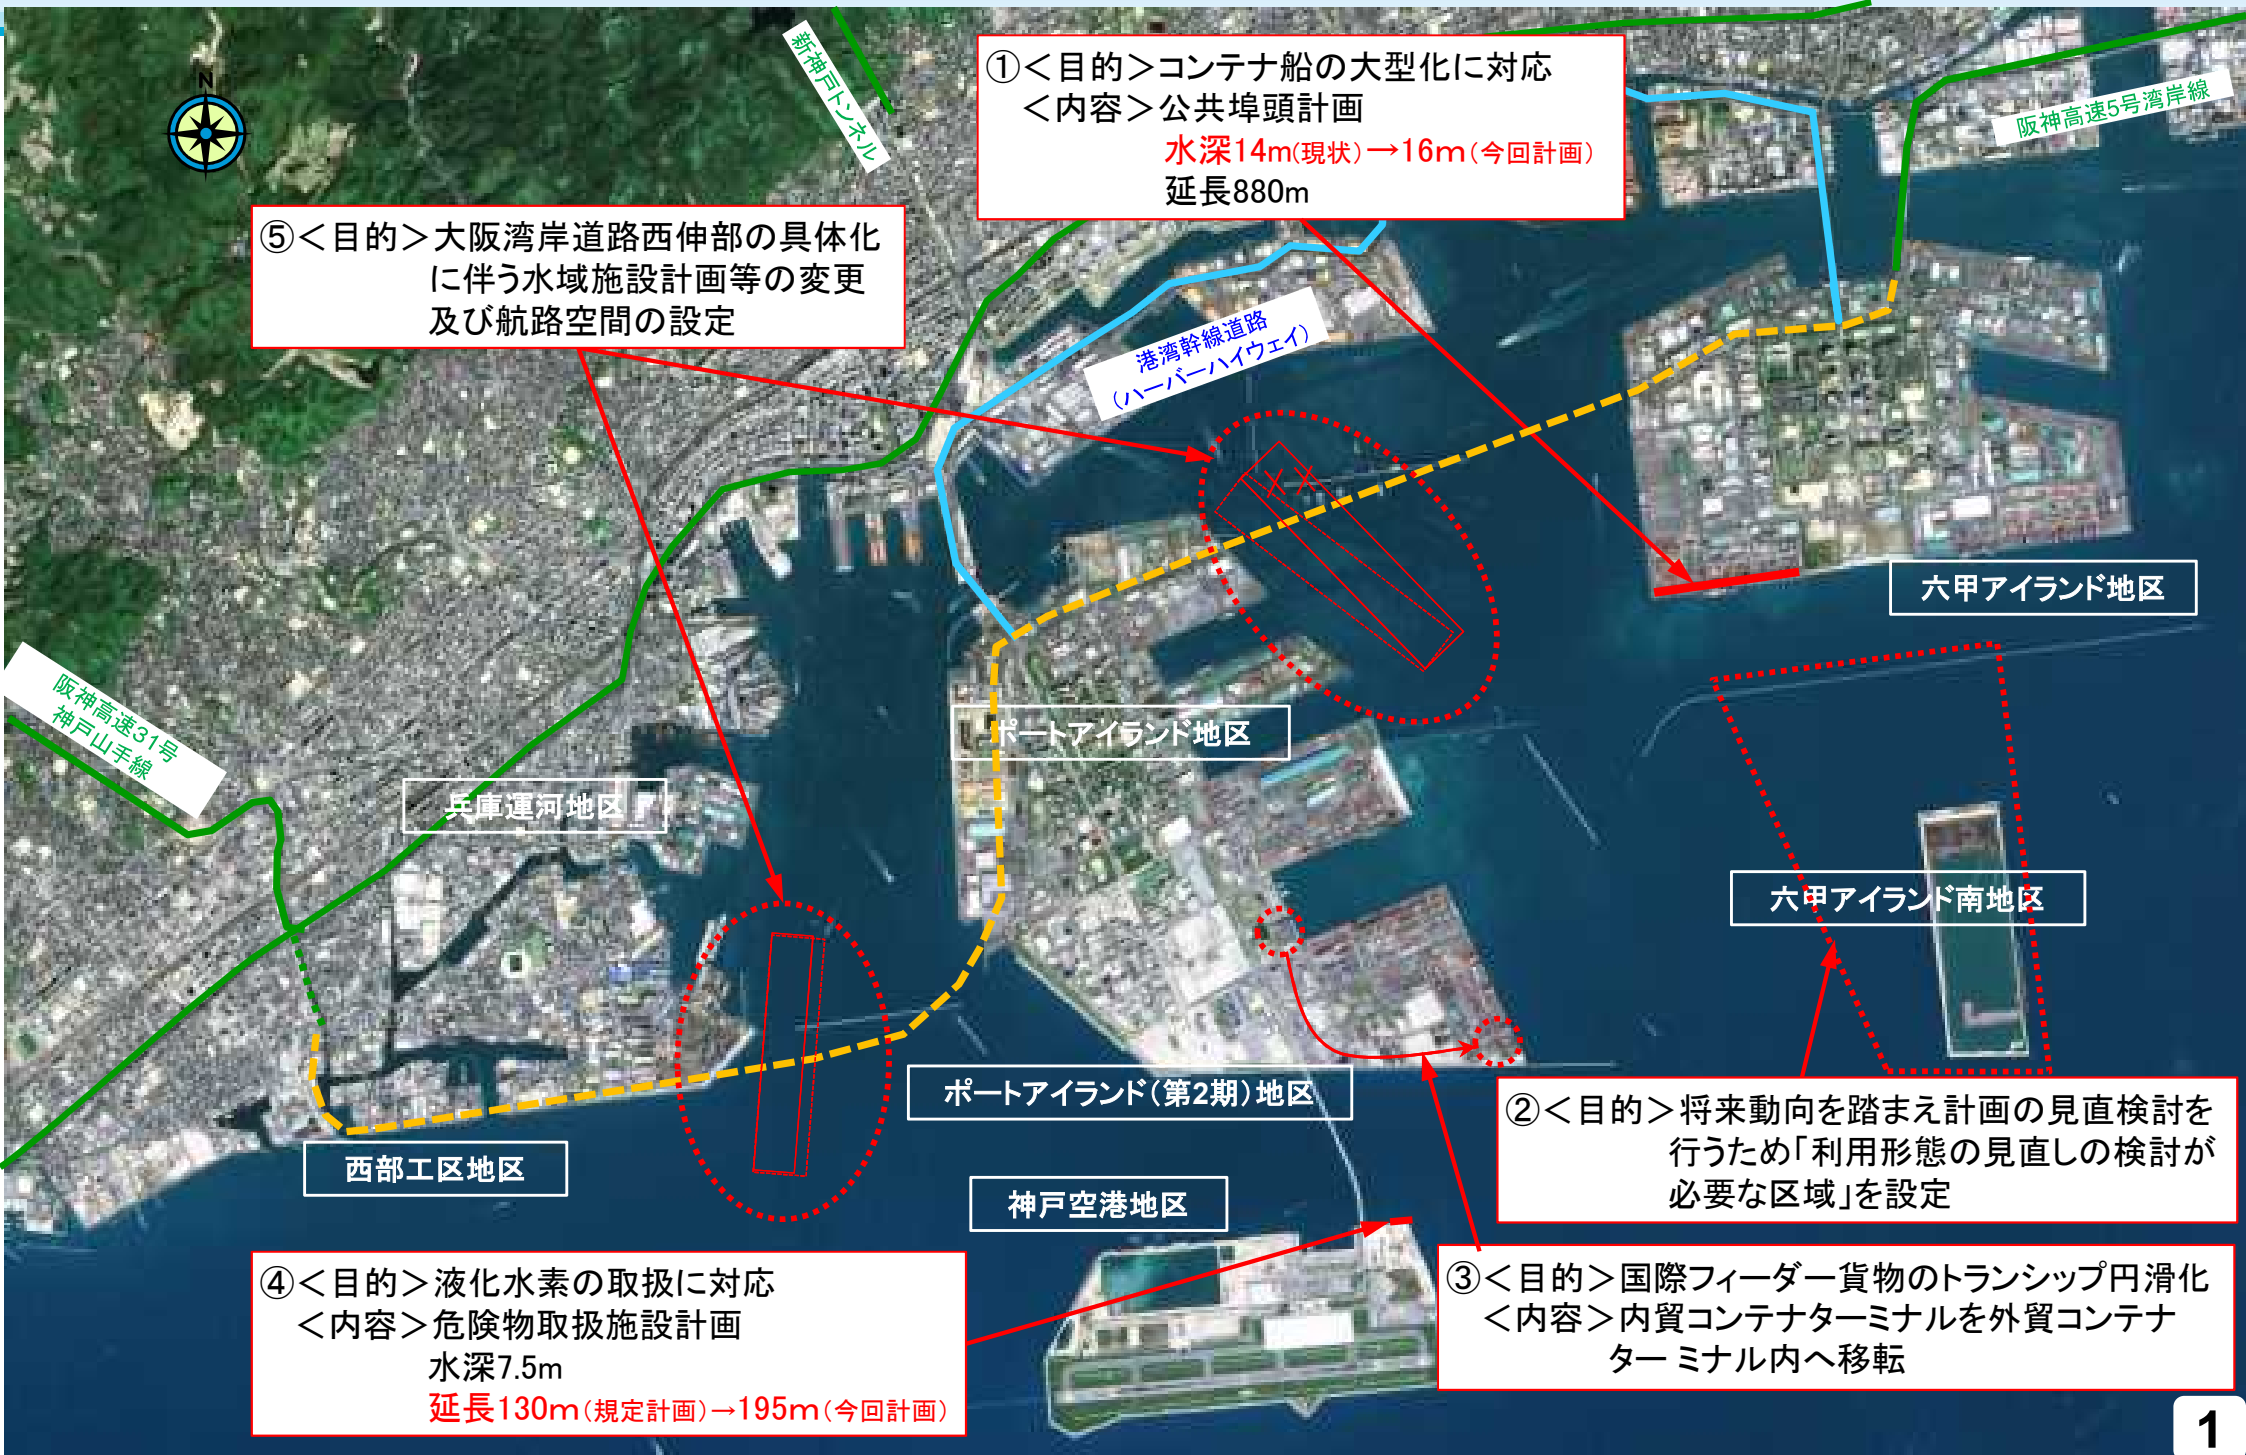 N
新神戸トンネル
①＜目的＞コンテナ船の大型化に対応
＜内容＞公共埠頭計画
水深14m(現状)→16m(今回計画)
延長880m
阪神高速5号湾岸線
⑤＜目的＞大阪湾岸道路西伸部の具体化
に伴う水域施設計画等の変更
及び航路空間の設定
港湾幹線道路
（ハーバーハイウェイ）
六甲アイランド地区
阪神高速31号
神戸山手線
ポートアイランド地区
兵庫運河地区
六甲アイランド南地区
ポートアイランド（第2期）地区
西部工区地区
神戸空港地区
②＜目的＞将来動向を踏まえ計画の見直検討を
行うため「利用形態の見直しの検討が
必要な区域」を設定
③＜目的＞国際フィーダー貨物のトランシップ円滑化
＜内容＞内貿コンテナターミナルを外貿コンテナ
ターミナル内へ移転
④＜目的＞液化水素の取扱に対応
＜内容＞危険物取扱施設計画
水深7.5m
延長130m(規定計画)→195m(今回計画)
1